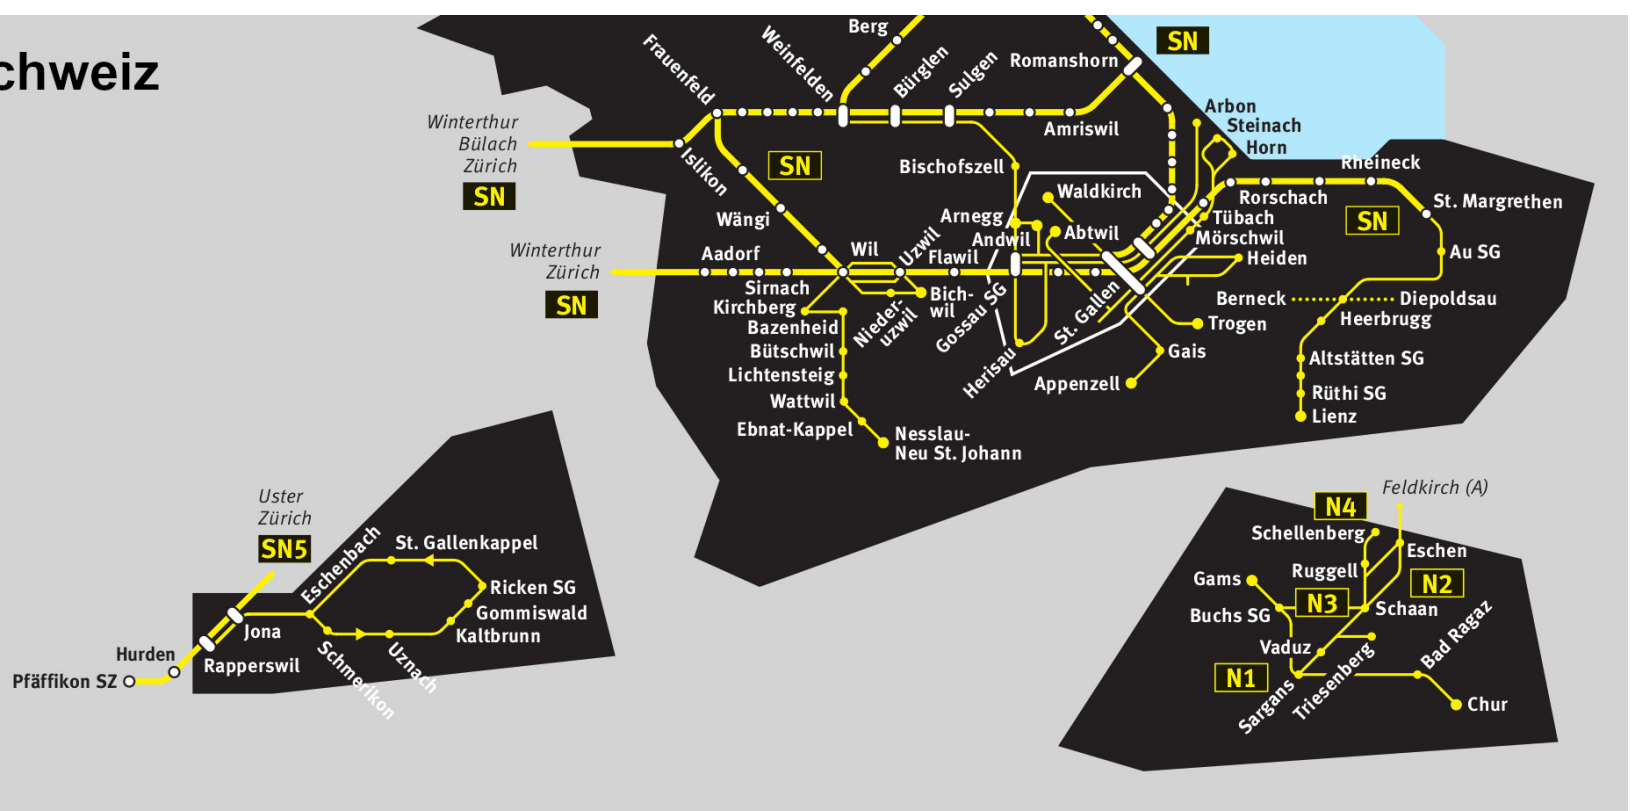 chweiz
Berg
SN
Weinfelden
Frauenfeld
Bürglen
Sulgen
Romanshorn
Arbon
Steinach
Horn
Winterthur
Bülach
Zürich
SN
Amriswil
Islikon
SN
Bischofszell
Rheineck
Waldkirch
Rorschach
St. Margrethen
SN
Wängi
Arnegg
Andwil
Abtwil
Tübach
Mörschwil
Winterthur
Zürich
SN
Aadorf
Wil
Uzwil
Flawil
Heiden
Au SG
Sirnach
Kirchberg
Bich-
wil
Nieder-
uzwil
Gossau SG
St. Gallen
Berneck
Diepoldsau
Heerbrugg
Bazenheid
Trogen
Bütschwil
Herisau
Gais
Altstätten SG
Lichtensteig
Appenzell
Rüthi SG
Wattwil
Lienz
Ebnat-Kappel
Nesslau-
Neu St. Johann
Uster
Zürich
SN5
Eschenbach
St. Gallenkappel
Ricken SG
Gommiswald
Kaltbrunn
Jona
Hurden
Rapperswil
Pfäffikon SZ
Schmerikon
Uznach
Feldkirch (A)
N4
Schellenberg
Eschen
Ruggell
N2
Gams
N3
Schaan
Buchs SG
Vaduz
Bad Ragaz
N1
Sargans
Triesenberg
Chur